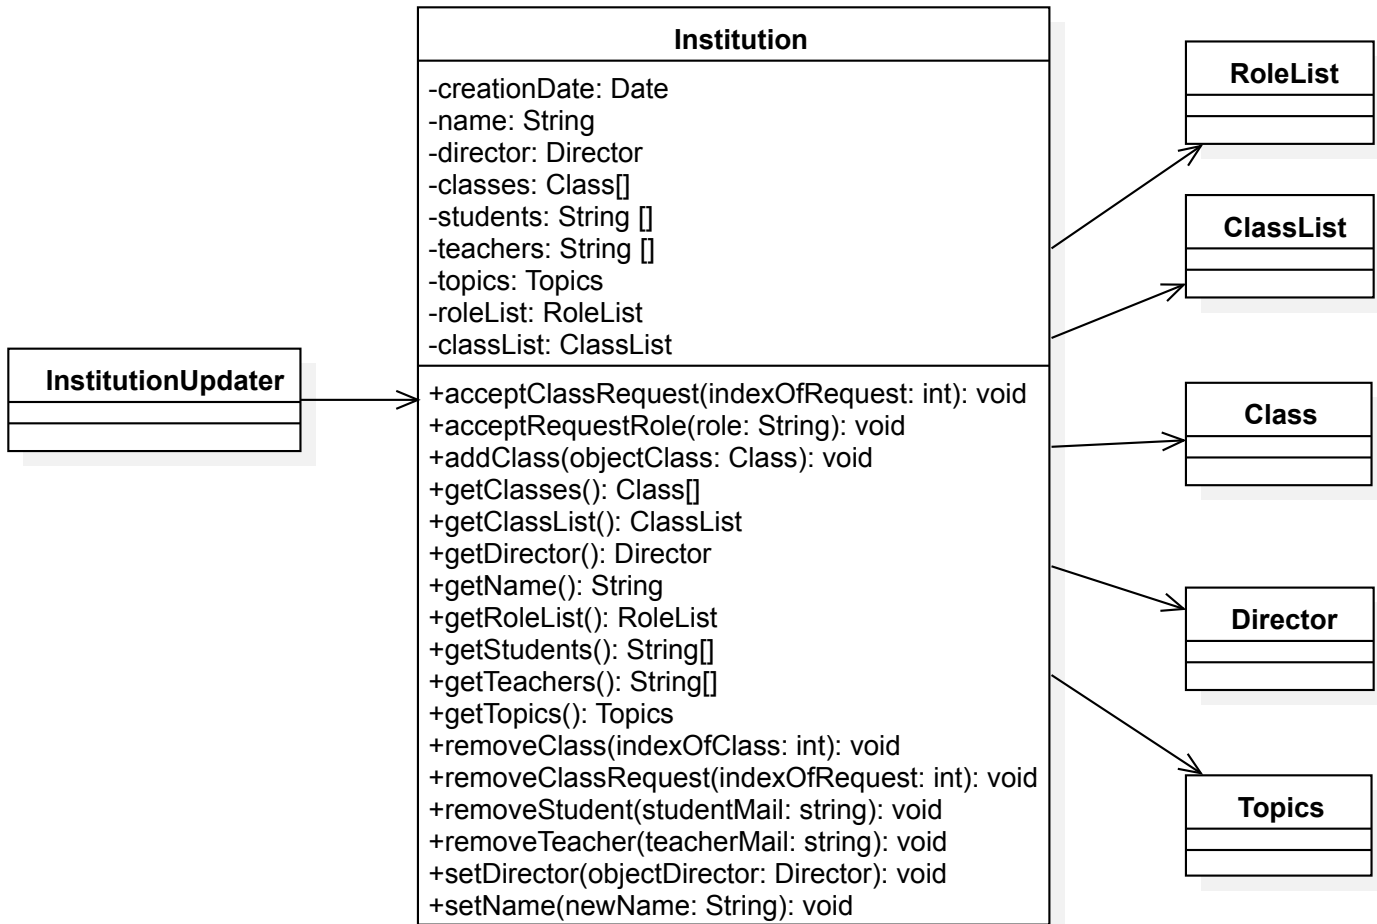 Institution
-creationDate: Date
-name: String
-director: Director
-classes: Class[]
-students: String []
-teachers: String []
-topics: Topics
-roleList: RoleList
-classList: ClassList
+acceptClassRequest(indexOfRequest: int): void
+acceptRequestRole(role: String): void
+addClass(objectClass: Class): void
+getClasses(): Class[]
+getClassList(): ClassList
+getDirector(): Director
+getName(): String
+getRoleList(): RoleList
+getStudents(): String[]
+getTeachers(): String[]
+getTopics(): Topics
+removeClass(indexOfClass: int): void
+removeClassRequest(indexOfRequest: int): void
+removeStudent(studentMail: string): void
+removeTeacher(teacherMail: string): void
+setDirector(objectDirector: Director): void
+setName(newName: String): void
InstitutionUpdater
RoleList
ClassList
Class
Director
Topics